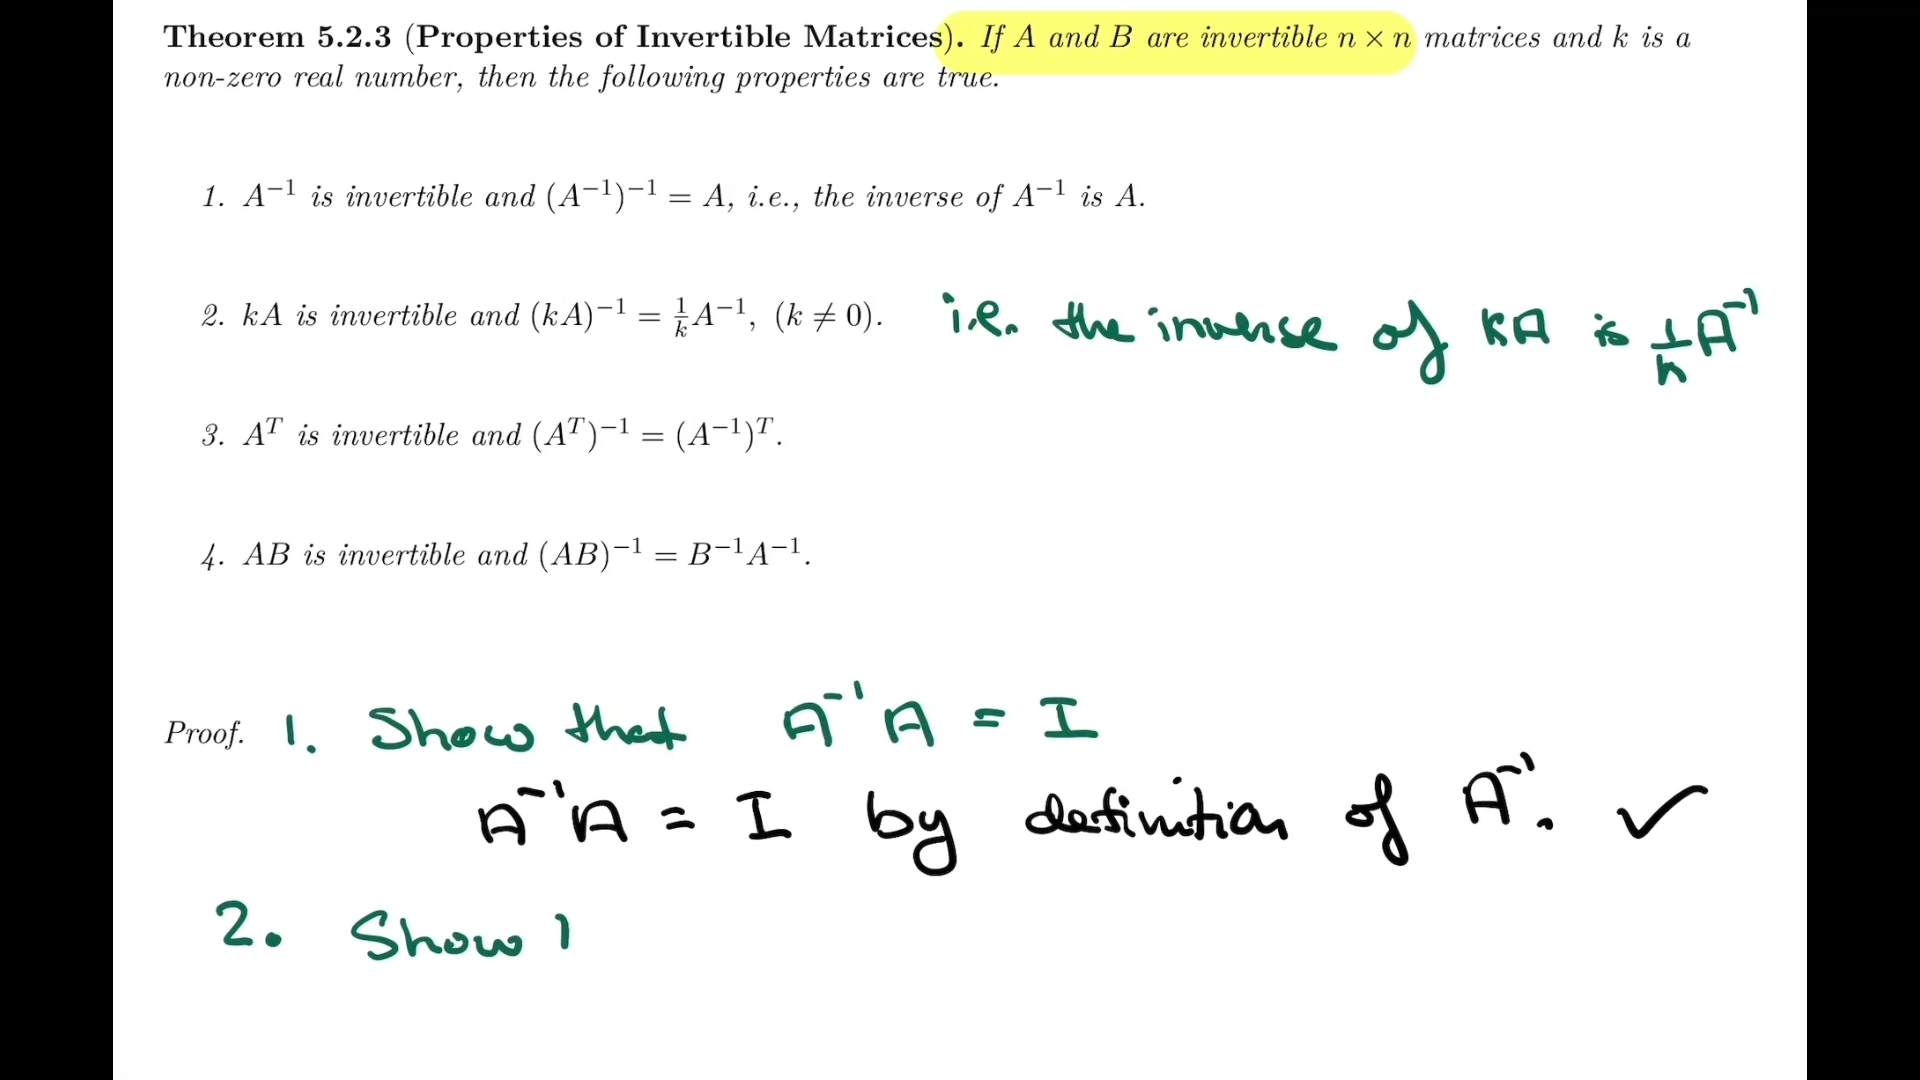 Theorem 5.2.3 (Properties of Invertible Matrices). If A and B are invertible n × n matrices and k is a
non-zero real number, then the following properties are true.
1. A⁻¹ is invertible and (A⁻¹)⁻¹ = A, i.e., the inverse of A⁻¹ is A.
2. kA is invertible and (kA)⁻¹ = 1/k A⁻¹, (k ≠ 0). i.e. the inverse of kA is 1/k A⁻¹
3. Aᵀ is invertible and (Aᵀ)⁻¹ = (A⁻¹)ᵀ.
4. AB is invertible and (AB)⁻¹ = B⁻¹A⁻¹.
Proof. 1. Show that A⁻¹A = I
A⁻¹A = I by definition of A⁻¹. ✓
2. Show